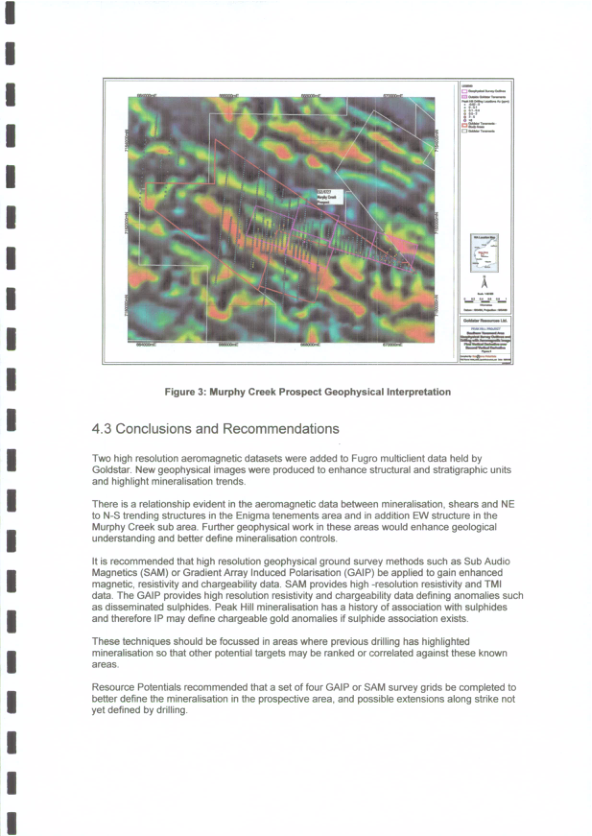 LEGEND
Murphy Creek
Prospect
Goldstar Resources Ltd.
Figure 3: Murphy Creek Prospect Geophysical Interpretation
4.3 Conclusions and Recommendations
Two high resolution aeromagnetic datasets were added to Fugro multiclient data held by
Goldstar. New geophysical images were produced to enhance structural and stratigraphic units
and highlight mineralisation trends.
There is a relationship evident in the aeromagnetic data between mineralisation, shears and NE
to N-S trending structures in the Enigma tenements area and in addition EW structure in the
Murphy Creek sub area. Further geophysical work in these areas would enhance geological
understanding and better define mineralisation controls.
It is recommended that high resolution geophysical ground survey methods such as Sub Audio
Magnetics (SAM) or Gradient Array Induced Polarisation (GAIP) be applied to gain enhanced
magnetic, resistivity and chargeability data. SAM provides high -resolution resistivity and TMI
data. The GAIP provides high resolution resistivity and chargeability data defining anomalies such
as disseminated sulphides. Peak Hill mineralisation has a history of association with sulphides
and therefore IP may define chargeable gold anomalies if sulphide association exists.
These techniques should be focussed in areas where previous drilling has highlighted
mineralisation so that other potential targets may be ranked or correlated against these known
areas.
Resource Potentials recommended that a set of four GAIP or SAM survey grids be completed to
better define the mineralisation in the prospective area, and possible extensions along strike not
yet defined by drilling.